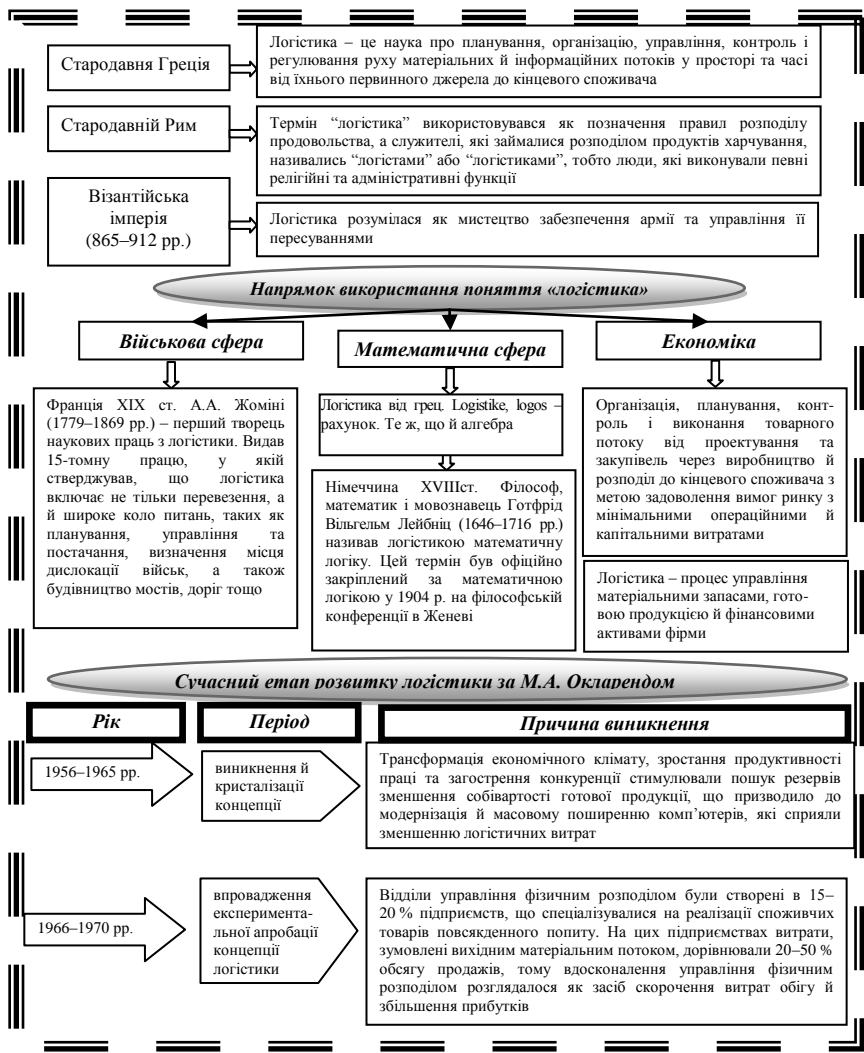 Стародавня Греція
Логістика – це наука про планування, організацію, управління, контроль і
регулювання руху матеріальних й інформаційних потоків у просторі та часі
від їхнього первинного джерела до кінцевого споживача
Стародавній Рим
Термін “логістика” використовувався як позначення правил розподілу
продовольства, а служителі, які займалися розподілом продуктів харчування,
називались “логістами” або “логістиками”, тобто люди, які виконували певні
релігійні та адміністративні функції
Візантійська
імперія
(865–912 рр.)
Логістика розумілася як мистецтво забезпечення армії та управління її
пересуваннями
Напрямок використання поняття «логістика»
Військова сфера
Франція XIX ст. А.А. Жоміні
(1779–1869 рр.) – перший творець
наукових праць з логістики. Видав
15-томну працю, у якій
стверджував, що логістика
включає не тільки перевезення, а
й широке коло питань, таких як
планування, управління та
постачання, визначення місця
дислокації військ, а також
будівництво мостів, доріг тощо
Математична сфера
Логістика від грец. Logistike, logos –
рахунок. Те ж, що й алгебра
Німеччина XVIIIст. Філософ,
математик і мовознавець Готфрід
Вільгельм Лейбніц (1646–1716 рр.)
називав логістикою математичну
логіку. Цей термін був офіційно
закріплений за математичною
логікою у 1904 р. на філософській
конференції в Женеві
Економіка
Організація, планування, конт-
роль і виконання товарного
потоку від проектування та
закупівель через виробництво й
розподіл до кінцевого споживача з
метою задоволення вимог ринку з
мінімальними операційними й
капітальними витратами
Логістика – процес управління
матеріальними запасами, гото-
вою продукцією й фінансовими
активами фірми
Сучасний етап розвитку логістики за М.А. Окларендом
Рік
Період
Причина виникнення
1956–1965 рр.
виникнення й
кристалізації
концепції
Трансформація економічного клімату, зростання продуктивності
праці та загострення конкуренції стимулювали пошук резервів
зменшення собівартості готової продукції, що призводило до
модернізації й масовому поширенню комп’ютерів, які сприяли
зменшенню логістичних витрат
1966–1970 рр.
впровадження
експеримента-
льної апробації
концепції
логістики
Відділи управління фізичним розподілом були створені в 15–
20 % підприємств, що спеціалізувалися на реалізації споживчих
товарів повсякденного попиту. На цих підприємствах витрати,
зумовлені вихідним матеріальним потоком, дорівнювали 20–50 %
обсягу продажів, тому вдосконалення управління фізичним
розподілом розглядалося як засіб скорочення витрат обігу й
збільшення прибутків